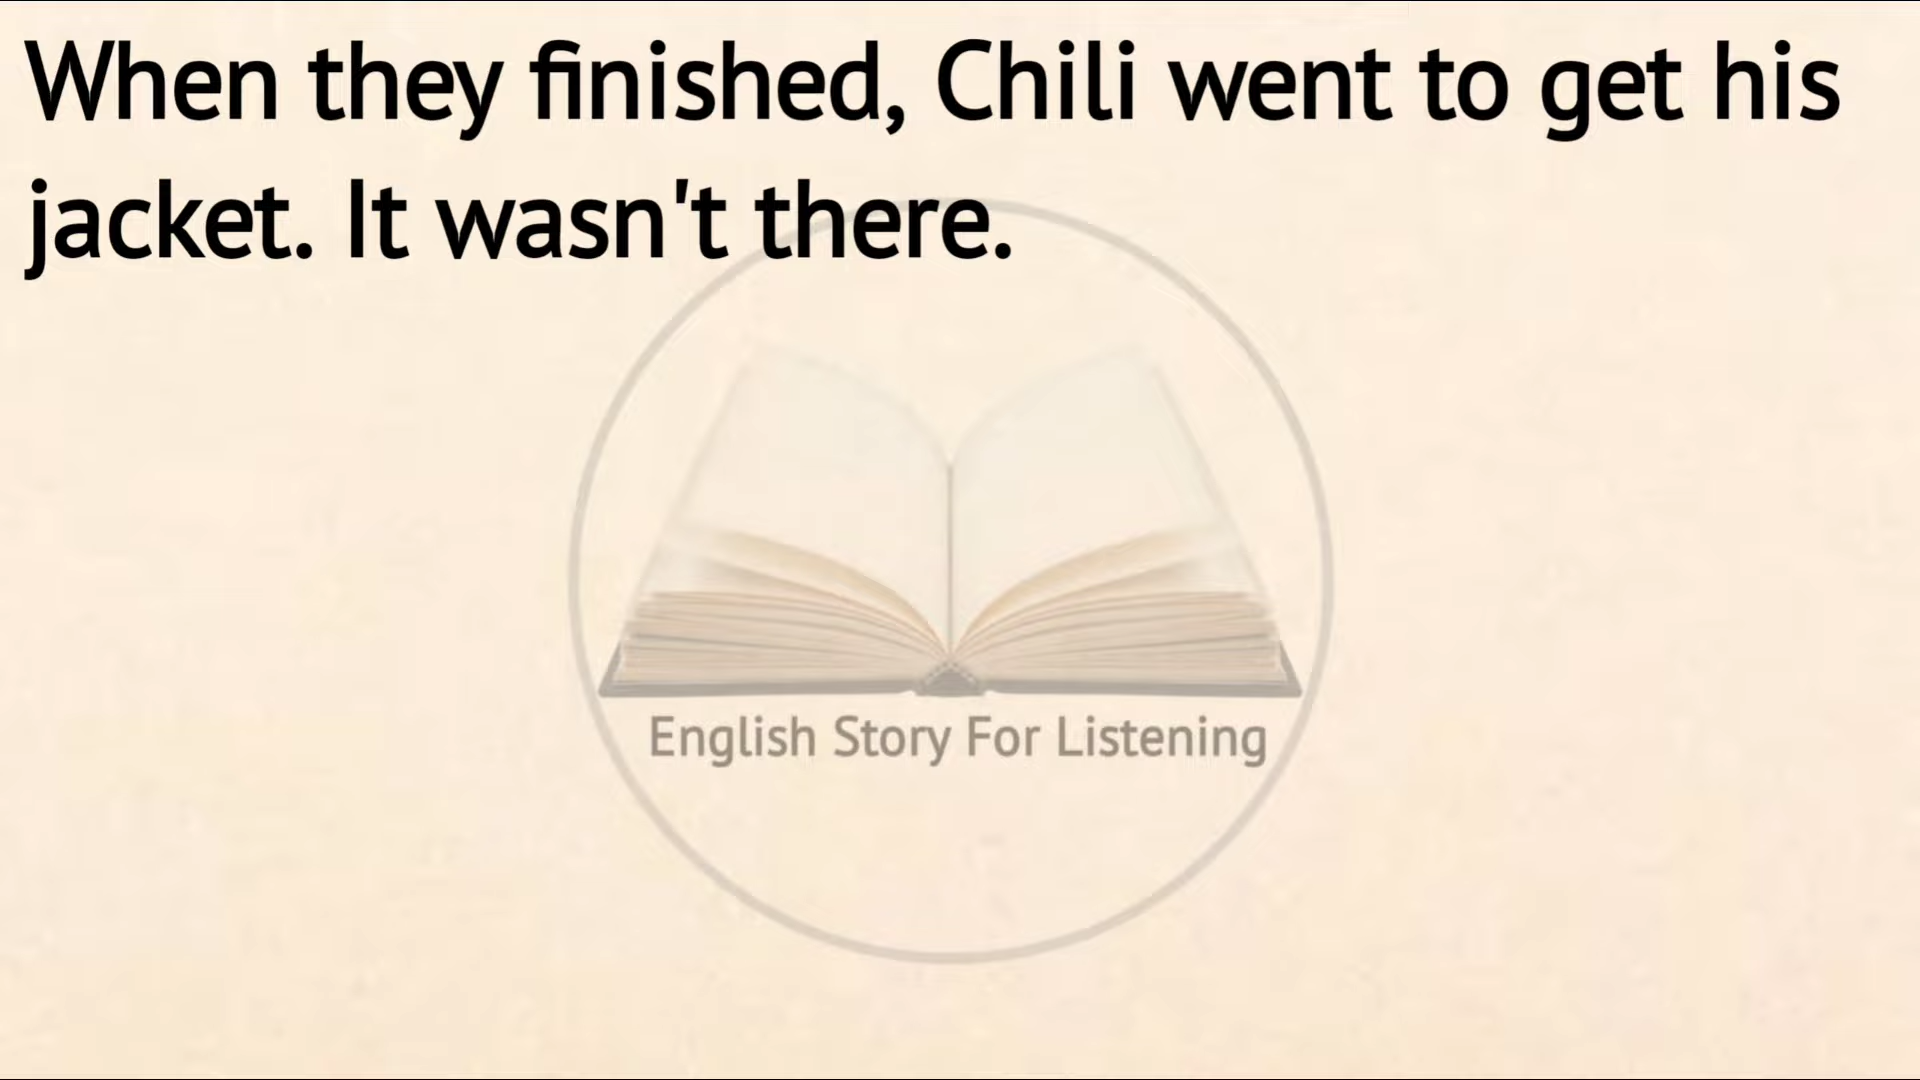 When they finished, Chili went to get his
jacket. It wasn't there.
English Story For Listening